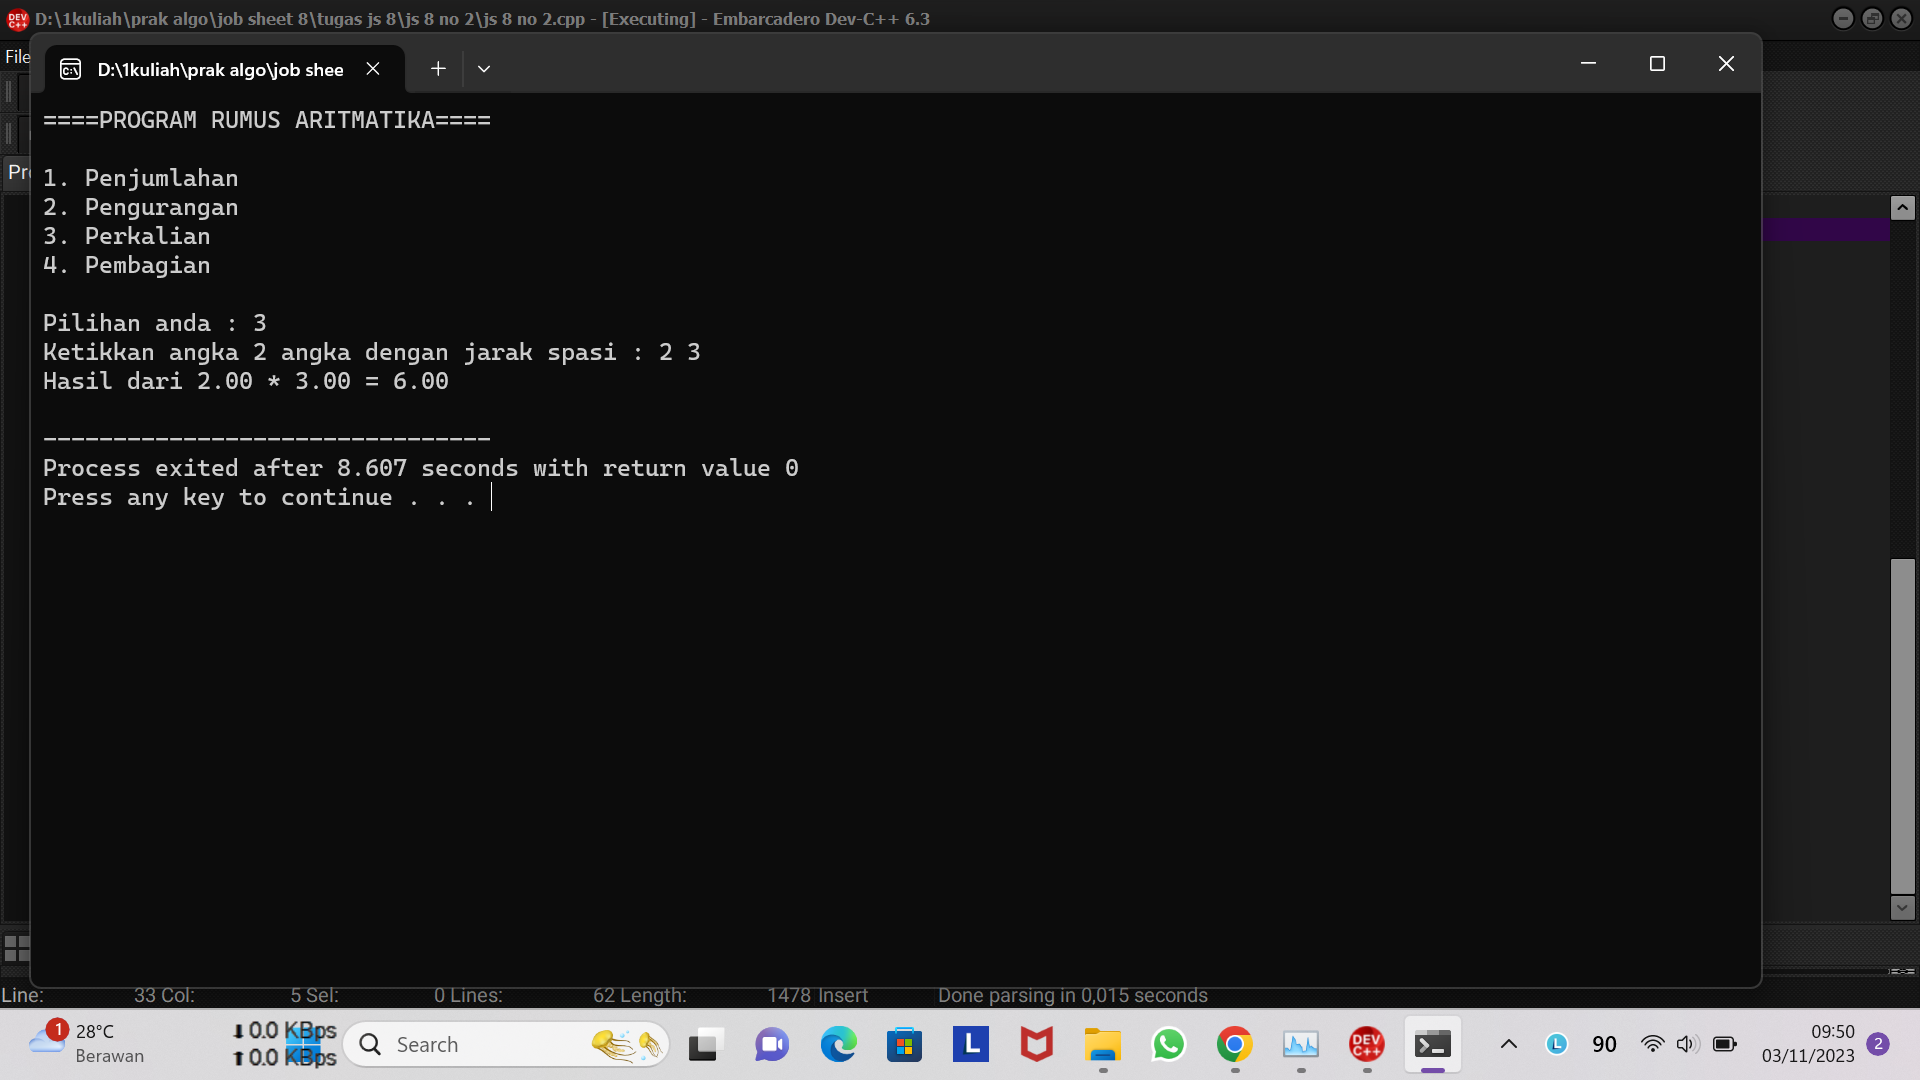 D:\1kuliah\prak algo\job sheet 8\tugas js 8\js 8 no 2\js 8 no 2.cpp - [Executing] - Embarcadero Dev-C++ 6.3
File
D:\1kuliah\prak algo\job shee
====PROGRAM RUMUS ARITMATIKA====
1. Penjumlahan
2. Pengurangan
3. Perkalian
4. Pembagian
Pilihan anda : 3
Ketikkan angka 2 angka dengan jarak spasi : 2 3
Hasil dari 2.00 * 3.00 = 6.00
--------------------------------
Process exited after 8.607 seconds with return value 0
Press any key to continue . . .
Line: 33 Col: 5 Sel: 0 Lines: 62 Length: 1478 Insert Done parsing in 0,015 seconds
1 28°C
Berawan
0.0 KBps
0.0 KBps
Search
L
DEV C++
L
90
09:50
03/11/2023
2